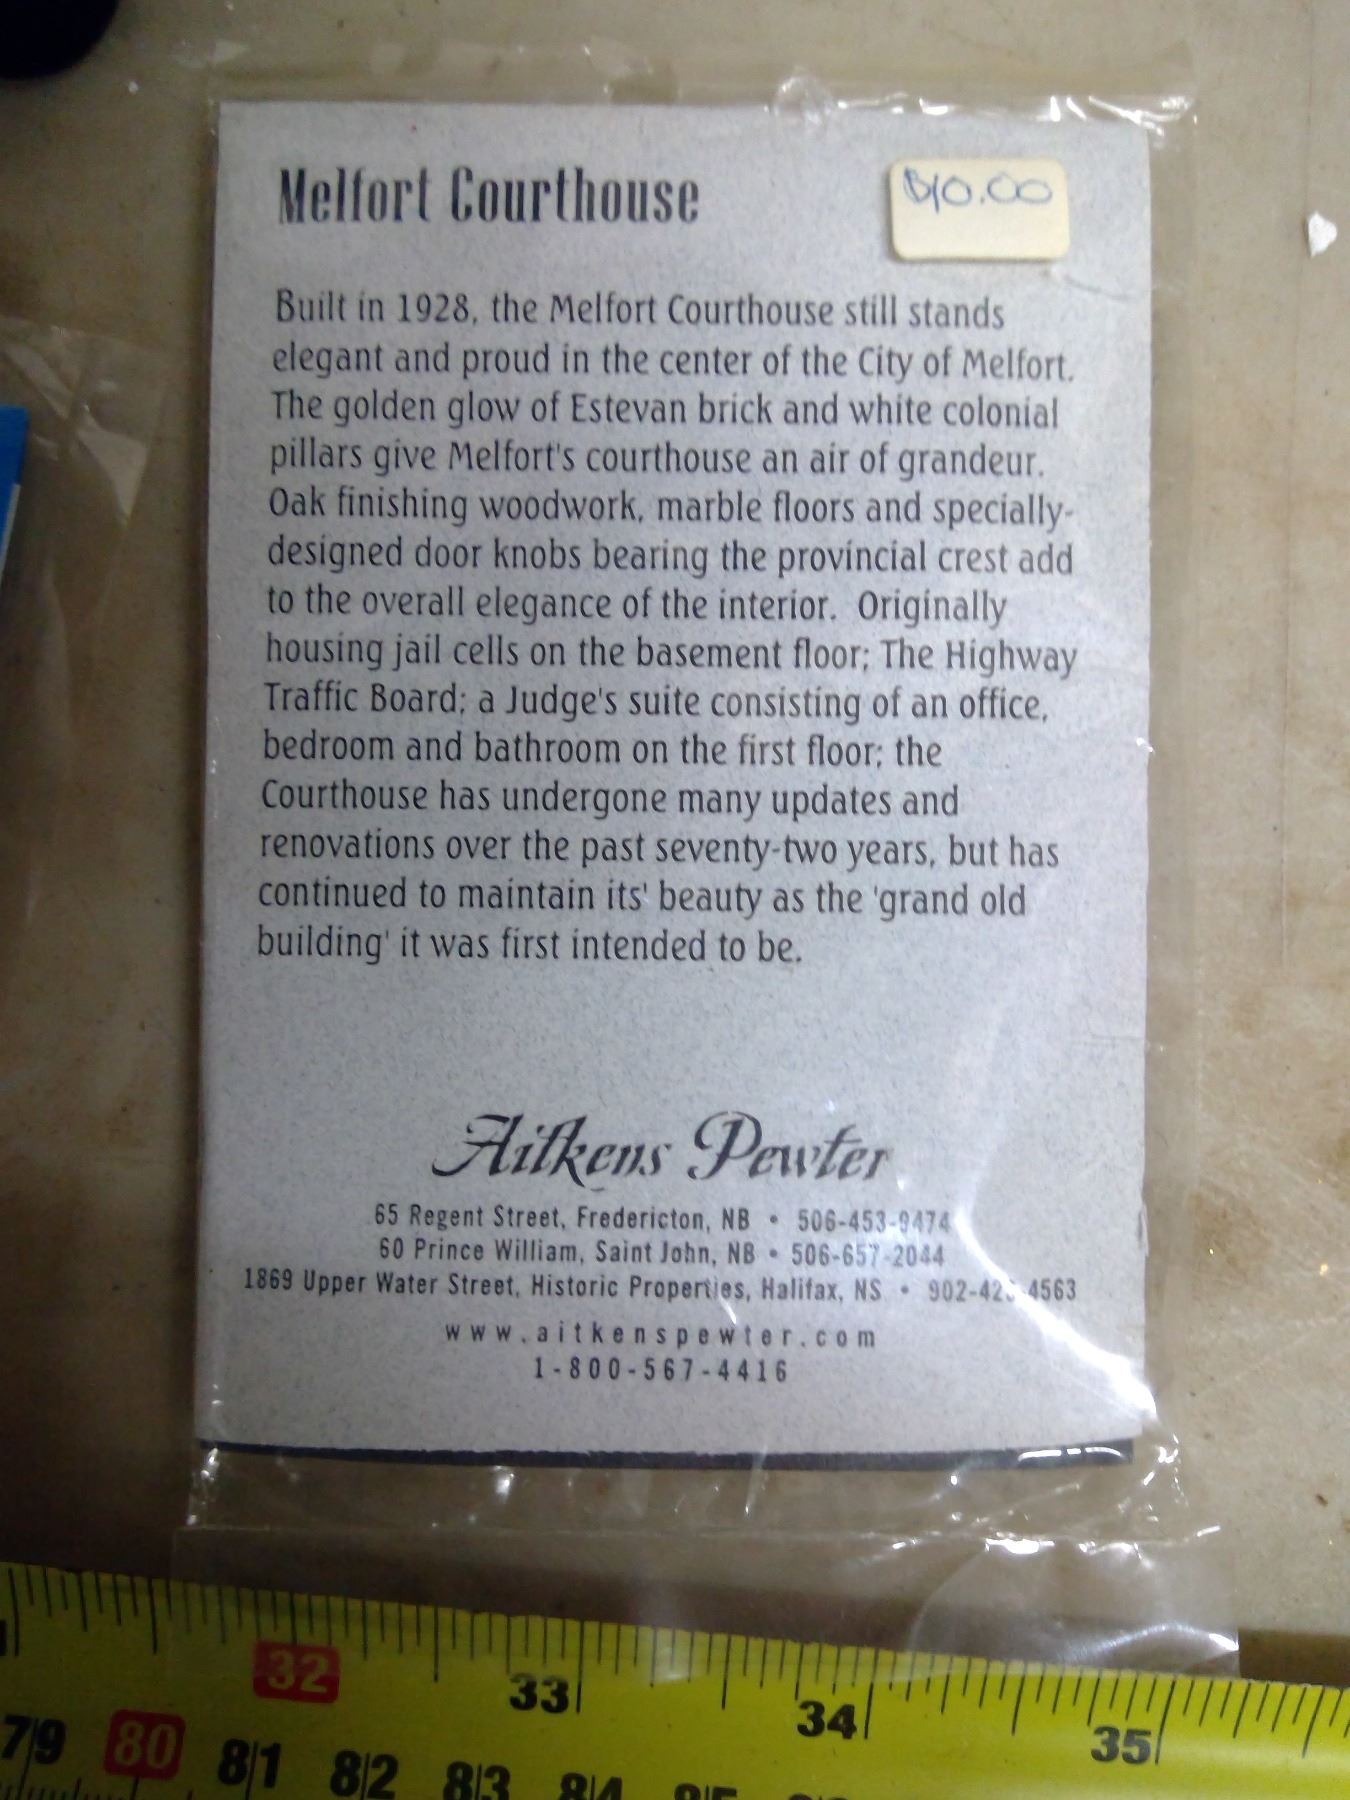 Melfort Courthouse
$10.00
Built in 1928, the Melfort Courthouse still stands
elegant and proud in the center of the City of Melfort.
The golden glow of Estevan brick and white colonial
pillars give Melfort's courthouse an air of grandeur.
Oak finishing woodwork, marble floors and specially-
designed door knobs bearing the provincial crest add
to the overall elegance of the interior.  Originally
housing jail cells on the basement floor; The Highway
Traffic Board; a Judge's suite consisting of an office,
bedroom and bathroom on the first floor; the
Courthouse has undergone many updates and
renovations over the past seventy-two years, but has
continued to maintain its' beauty as the 'grand old
building' it was first intended to be.
Aitkens Pewter
65 Regent Street, Fredericton, NB • 506-453-9474
60 Prince William, Saint John, NB • 506-657-2044
1869 Upper Water Street, Historic Properties, Halifax, NS •
www.aitkenspewter.com
1-800-567-4416
32 33 34 35
79 80 81 82 83 84